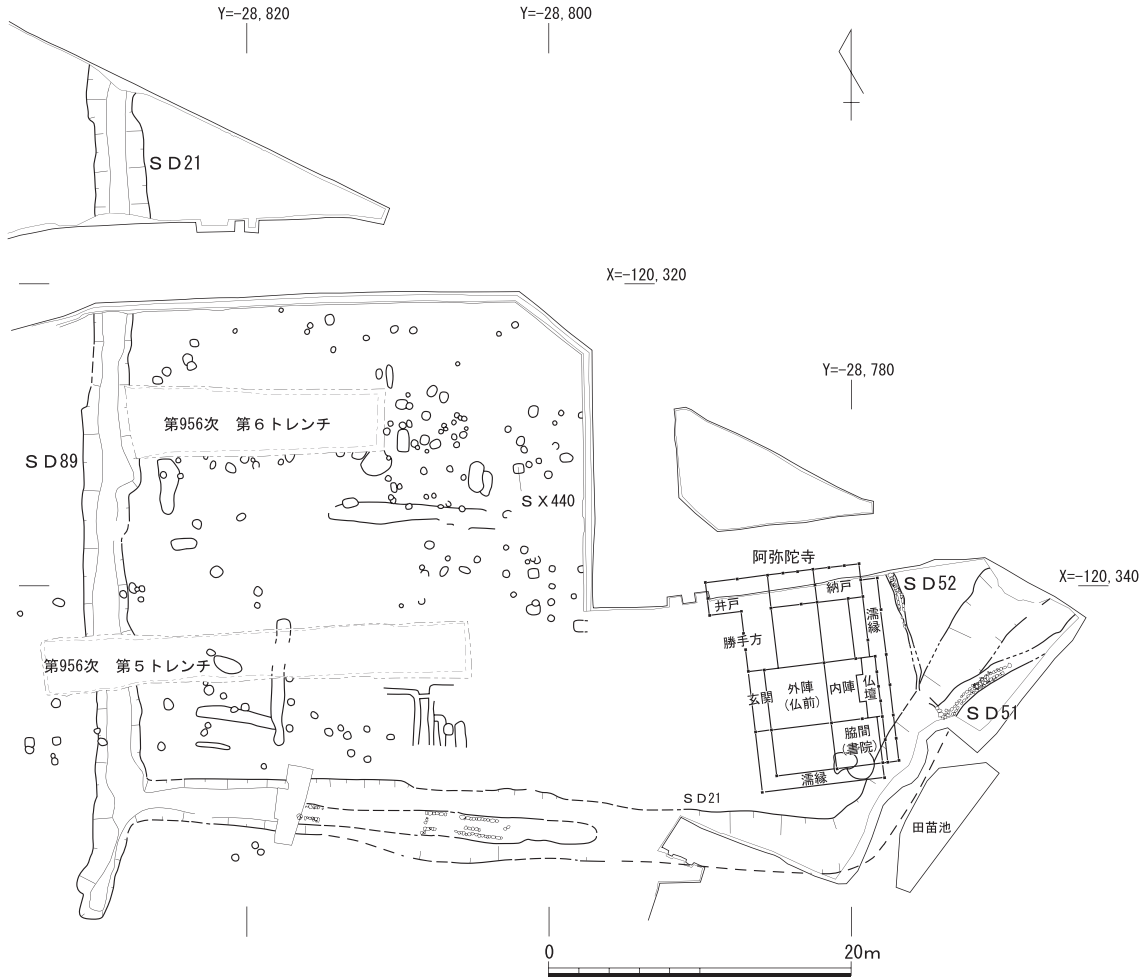 Y=-28,820
Y=-28,800
SD21
X=-120,320
Y=-28,780
第956次 第6トレンチ
SD89
SX440
阿弥陀寺
X=-120,340
納戸
SD52
井戸
濡縁
勝手方
第956次 第5トレンチ
玄関
外陣
(仏前)
内陣
仏壇
SD51
脇間
(書院)
濡縁
SD21
田苗池
0
20m